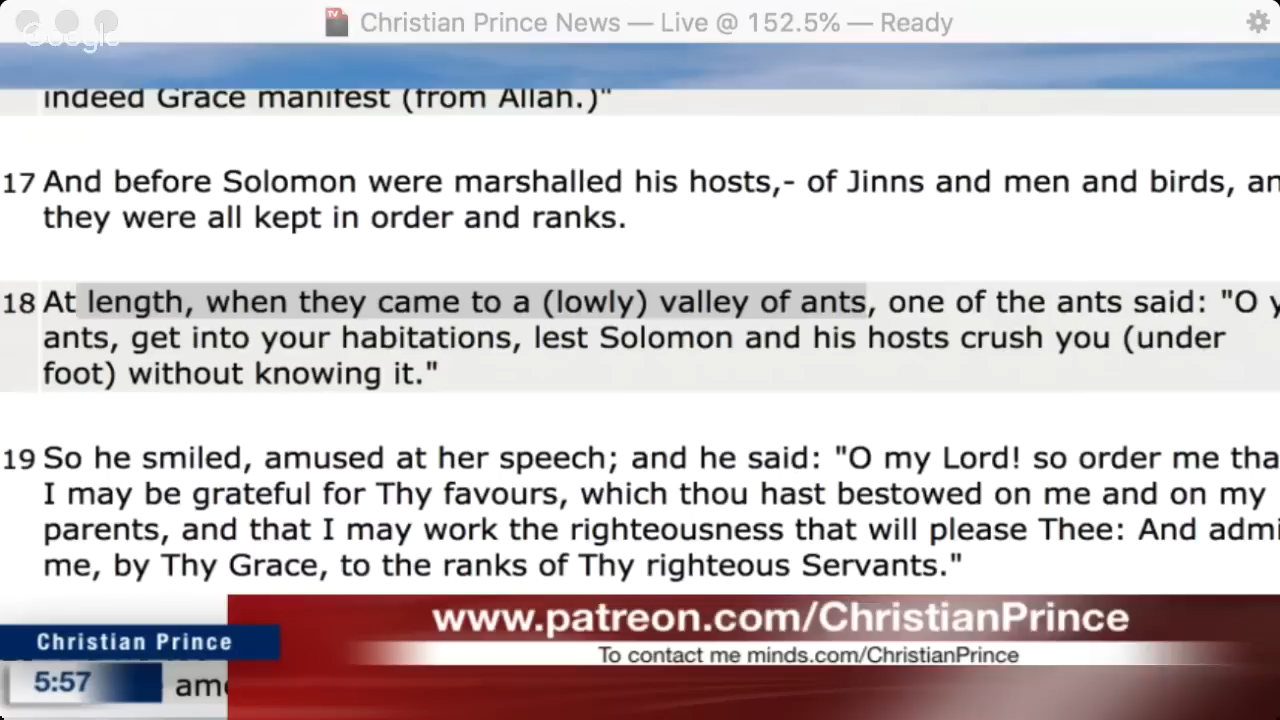 Christian Prince News — Live @ 152.5% — Ready
Google
indeed Grace manifest (from Allah.)"
17 And before Solomon were marshalled his hosts,- of Jinns and men and birds, an
they were all kept in order and ranks.
18 At length, when they came to a (lowly) valley of ants, one of the ants said: "O y
ants, get into your habitations, lest Solomon and his hosts crush you (under
foot) without knowing it."
19 So he smiled, amused at her speech; and he said: "O my Lord! so order me tha
I may be grateful for Thy favours, which thou hast bestowed on me and on my
parents, and that I may work the righteousness that will please Thee: And admi
me, by Thy Grace, to the ranks of Thy righteous Servants."
www.patreon.com/ChristianPrince
Christian Prince
To contact me minds.com/ChristianPrince
5:57